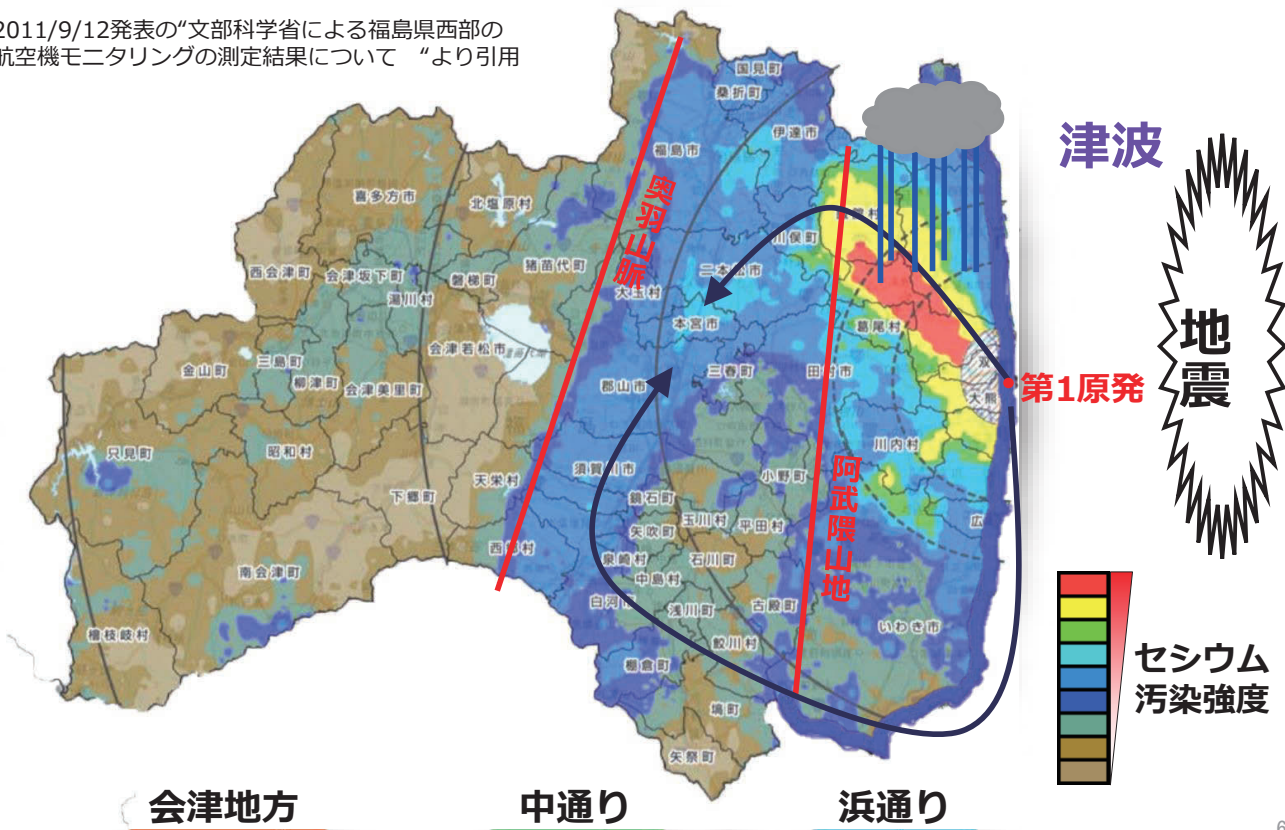 2011/9/12発表の“文部科学省による福島県西部の
航空機モニタリングの測定結果について “より引用
津波
地震
第1原発
奥羽山脈
阿武隈山地
国見町
桑折町
伊達市
福島市
喜多方市
北塩原村
川俣町
西会津町
会津坂下町
磐梯町
猪苗代町
二本松市
大玉村
湯川村
本宮市
葛尾村
会津若松市
双
金山町
三島町
三春町
田村市
柳津町
会津美里町
郡山市
大熊
只見町
昭和村
川内村
天栄村
須賀川市
小野町
下郷町
鏡石町
玉川村
平田村
広
矢吹町
西郷村
泉崎村
石川町
南会津町
中島村
白河市
浅川町
古殿町
いわき市
檜枝岐村
鮫川村
棚倉町
塙町
矢祭町
セシウム
汚染強度
会津地方
中通り
浜通り
6